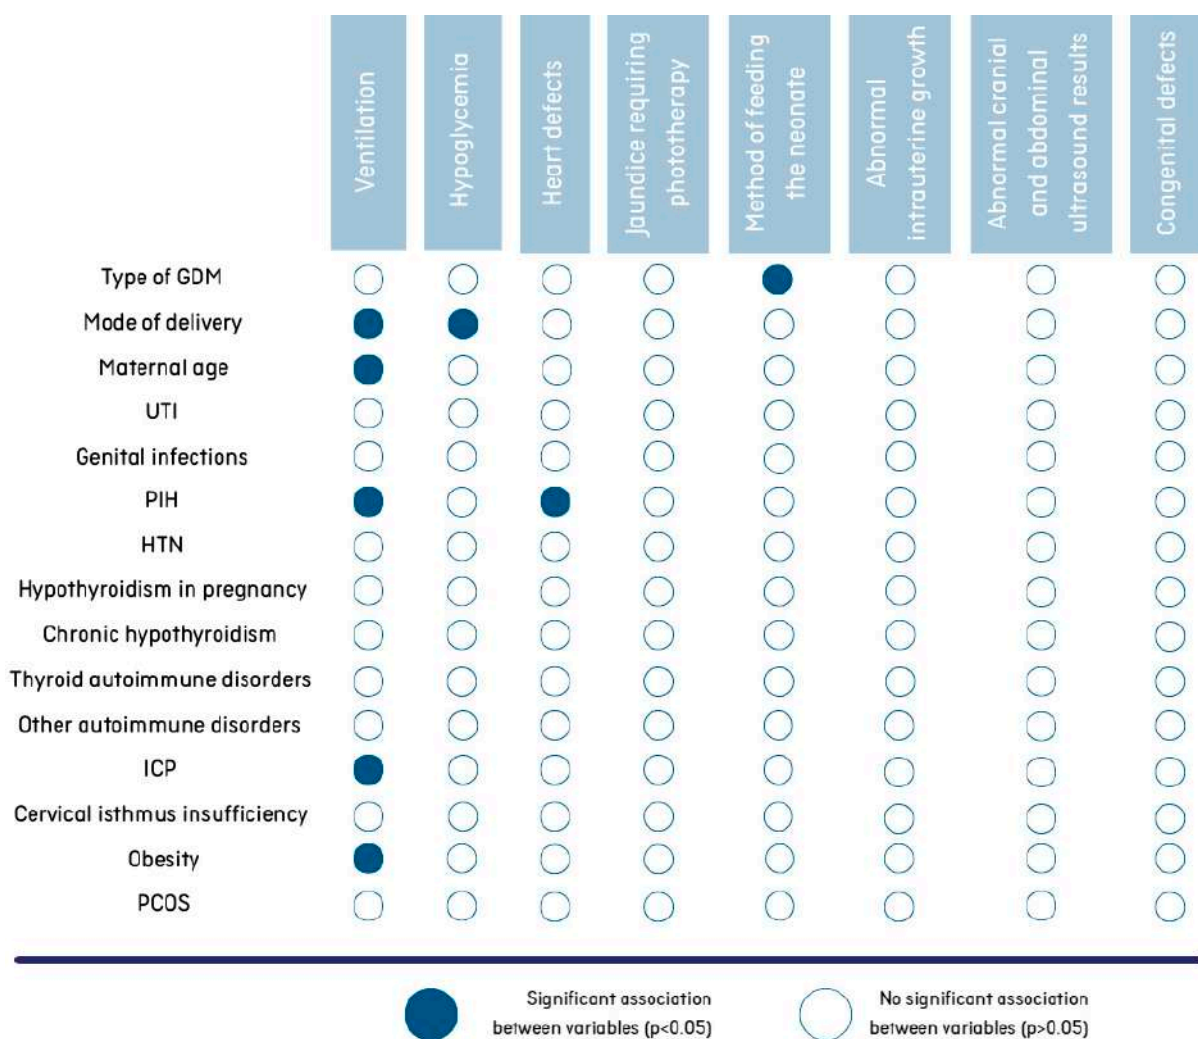 Ventilation
Hypoglycemia
Heart defects
Jaundice requiring
phototherapy
Method of feeding
the neonate
Abnormal
intrauterine growth
Abnormal cranial
and abdominal
ultrasound results
Congenital defects
Type of GDM
Mode of delivery
Maternal age
UTI
Genital infections
PIH
HTN
Hypothyroidism in pregnancy
Chronic hypothyroidism
Thyroid autoimmune disorders
Other autoimmune disorders
ICP
Cervical isthmus insufficiency
Obesity
PCOS
Significant association
between variables (p<0.05)
No significant association
between variables (p>0.05)